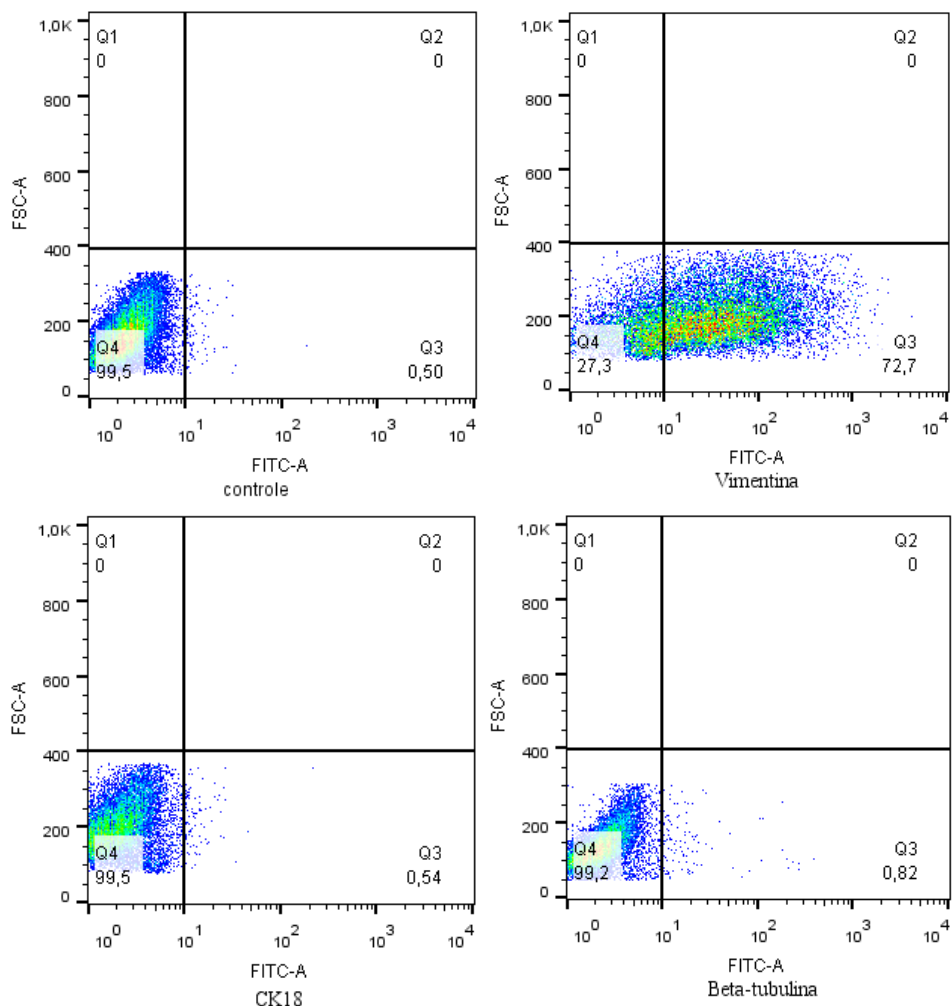 1,0K
Q1
0
Q2
0
800
600
400
200
0
FSC-A
Q4
99,5
Q3
0,50
10^0 10^1 10^2 10^3 10^4
FITC-A
controle
1,0K
Q1
0
Q2
0
800
600
400
200
0
FSC-A
Q4
27,3
Q3
72,7
10^0 10^1 10^2 10^3 10^4
FITC-A
Vimentina
1,0K
Q1
0
Q2
0
800
600
400
200
0
FSC-A
Q4
99,5
Q3
0,54
10^0 10^1 10^2 10^3 10^4
FITC-A
CK18
1,0K
Q1
0
Q2
0
800
600
400
200
0
FSC-A
Q4
99,2
Q3
0,82
10^0 10^1 10^2 10^3 10^4
FITC-A
Beta-tubulina